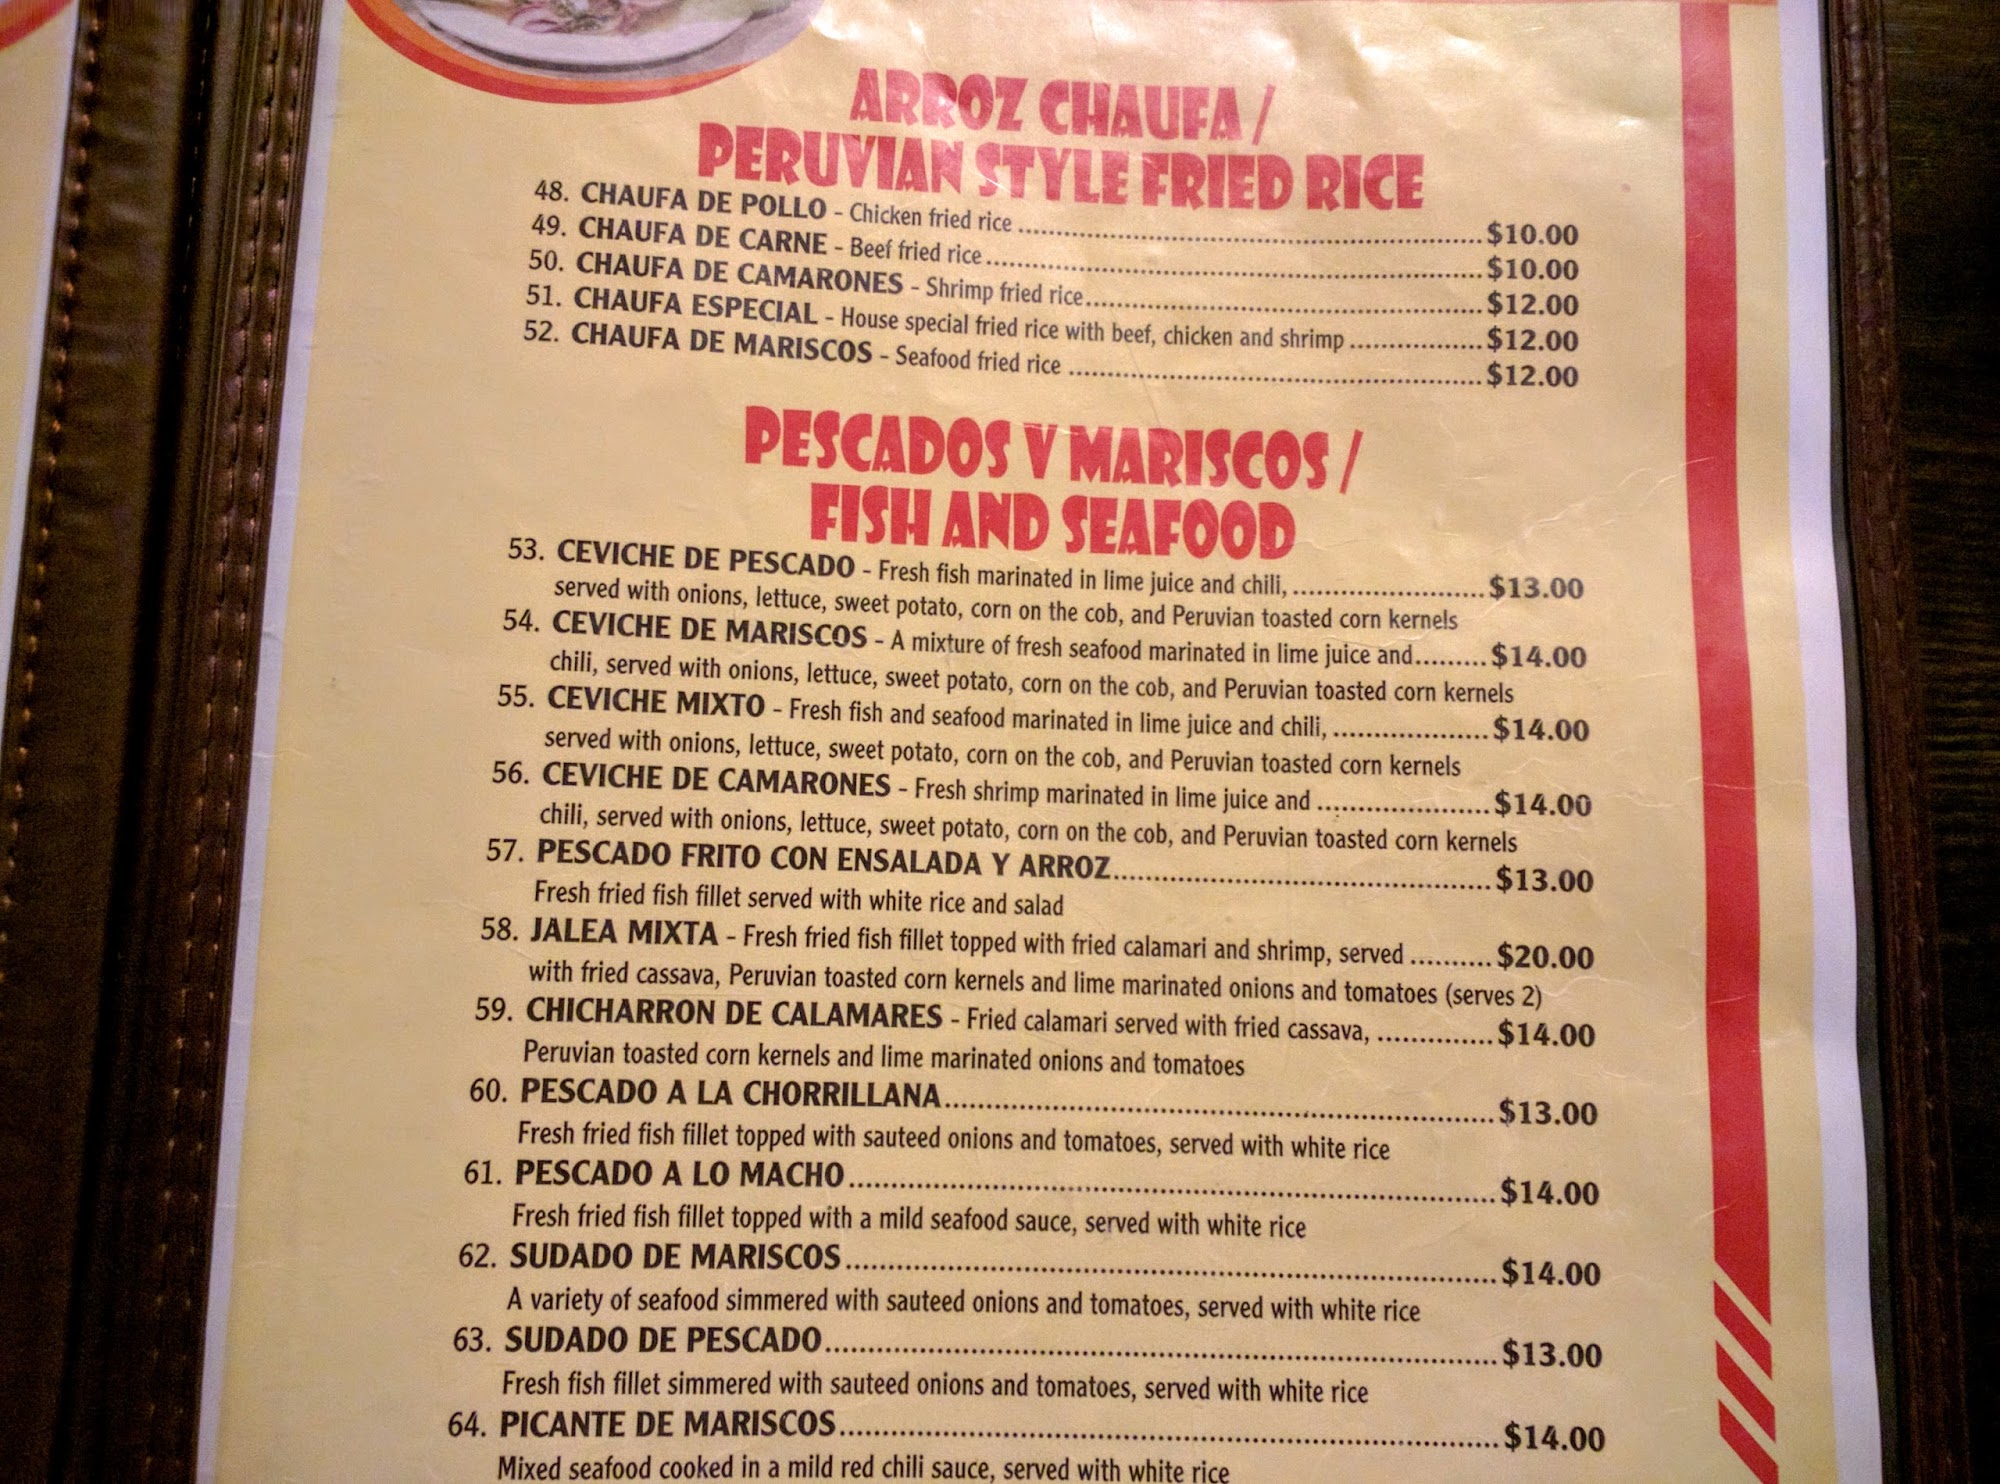 ARROZ CHAUFA /
PERUVIAN STYLE FRIED RICE
48. CHAUFA DE POLLO - Chicken fried rice ........ $10.00
49. CHAUFA DE CARNE - Beef fried rice ........ $10.00
50. CHAUFA DE CAMARONES - Shrimp fried rice ........ $12.00
51. CHAUFA ESPECIAL - House special fried rice with beef, chicken and shrimp ........ $12.00
52. CHAUFA DE MARISCOS - Seafood fried rice ........ $12.00
PESCADOS Y MARISCOS /
FISH AND SEAFOOD
53. CEVICHE DE PESCADO - Fresh fish marinated in lime juice and chili, ........ $13.00
served with onions, lettuce, sweet potato, corn on the cob, and Peruvian toasted corn kernels
54. CEVICHE DE MARISCOS - A mixture of fresh seafood marinated in lime juice and ........ $14.00
chili, served with onions, lettuce, sweet potato, corn on the cob, and Peruvian toasted corn kernels
55. CEVICHE MIXTO - Fresh fish and seafood marinated in lime juice and chili, ........ $14.00
served with onions, lettuce, sweet potato, corn on the cob, and Peruvian toasted corn kernels
56. CEVICHE DE CAMARONES - Fresh shrimp marinated in lime juice and ........ $14.00
chili, served with onions, lettuce, sweet potato, corn on the cob, and Peruvian toasted corn kernels
57. PESCADO FRITO CON ENSALADA Y ARROZ ........ $13.00
Fresh fried fish fillet served with white rice and salad
58. JALEA MIXTA - Fresh fried fish fillet topped with fried calamari and shrimp, served ........ $20.00
with fried cassava, Peruvian toasted corn kernels and lime marinated onions and tomatoes (serves 2)
59. CHICHARRON DE CALAMARES - Fried calamari served with fried cassava, ........ $14.00
Peruvian toasted corn kernels and lime marinated onions and tomatoes
60. PESCADO A LA CHORRILLANA ........ $13.00
Fresh fried fish fillet topped with sauteed onions and tomatoes, served with white rice
61. PESCADO A LO MACHO ........ $14.00
Fresh fried fish fillet topped with a mild seafood sauce, served with white rice
62. SUDADO DE MARISCOS ........ $14.00
A variety of seafood simmered with sauteed onions and tomatoes, served with white rice
63. SUDADO DE PESCADO ........ $13.00
Fresh fish fillet simmered with sauteed onions and tomatoes, served with white rice
64. PICANTE DE MARISCOS ........ $14.00
Mixed seafood cooked in a mild red chili sauce, served with white rice